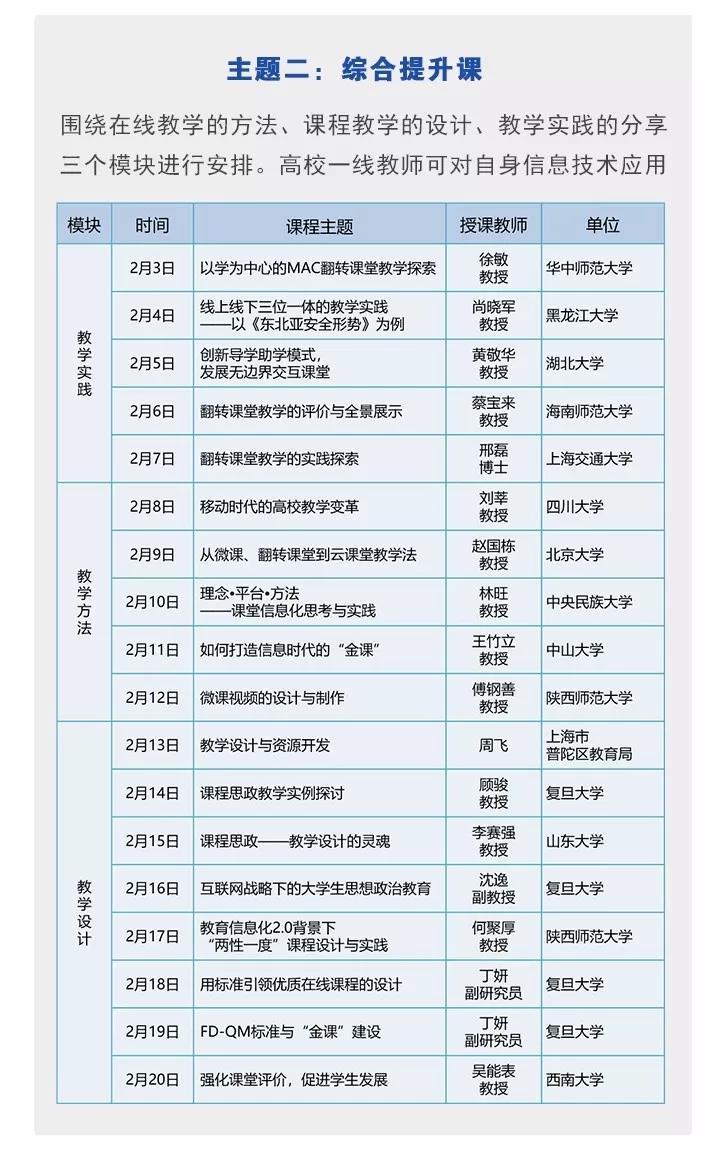 主题二：综合提升课
围绕在线教学的方法、课程教学的设计、教学实践的分享
三个模块进行安排。高校一线教师可对自身信息技术应用
模块 时间 课程主题 授课教师 单位
教学实践
2月3日 以学为中心的MAC翻转课堂教学探索 徐敏 教授 华中师范大学
2月4日 线上线下三位一体的教学实践
——以《东北亚安全形势》为例 尚晓军 教授 黑龙江大学
2月5日 创新导学助学模式，
发展无边界交互课堂 黄敬华 教授 湖北大学
2月6日 翻转课堂教学的评价与全景展示 蔡宝来 教授 海南师范大学
2月7日 翻转课堂教学的实践探索 邢磊 博士 上海交通大学
教学方法
2月8日 移动时代的高校教学变革 刘莘 教授 四川大学
2月9日 从微课、翻转课堂到云课堂教学法 赵国栋 教授 北京大学
2月10日 理念•平台•方法
——课堂信息化思考与实践 林旺 教授 中央民族大学
2月11日 如何打造信息时代的“金课” 王竹立 教授 中山大学
2月12日 微课视频的设计与制作 傅钢善 教授 陕西师范大学
教学设计
2月13日 教学设计与资源开发 周飞 上海市
普陀区教育局
2月14日 课程思政教学实例探讨 顾骏 教授 复旦大学
2月15日 课程思政——教学设计的灵魂 李赛强 教授 山东大学
2月16日 互联网战略下的大学生思想政治教育 沈逸 副教授 复旦大学
2月17日 教育信息化2.0背景下
“两性一度”课程设计与实践 何聚厚 教授 陕西师范大学
2月18日 用标准引领优质在线课程的设计 丁妍 副研究员 复旦大学
2月19日 FD-QM标准与“金课”建设 丁妍 副研究员 复旦大学
2月20日 强化课堂评价，促进学生发展 吴能表 教授 西南大学